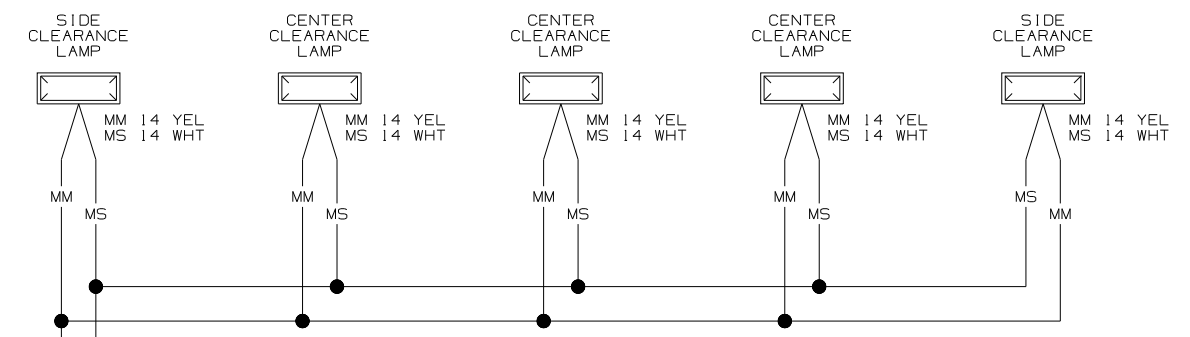 SIDE
CLEARANCE
LAMP
CENTER
CLEARANCE
LAMP
CENTER
CLEARANCE
LAMP
CENTER
CLEARANCE
LAMP
SIDE
CLEARANCE
LAMP
MM 14 YEL
MS 14 WHT
MM 14 YEL
MS 14 WHT
MM 14 YEL
MS 14 WHT
MM 14 YEL
MS 14 WHT
MM 14 YEL
MS 14 WHT
MM
MS
MM
MS
MM
MS
MM
MS
MS
MM